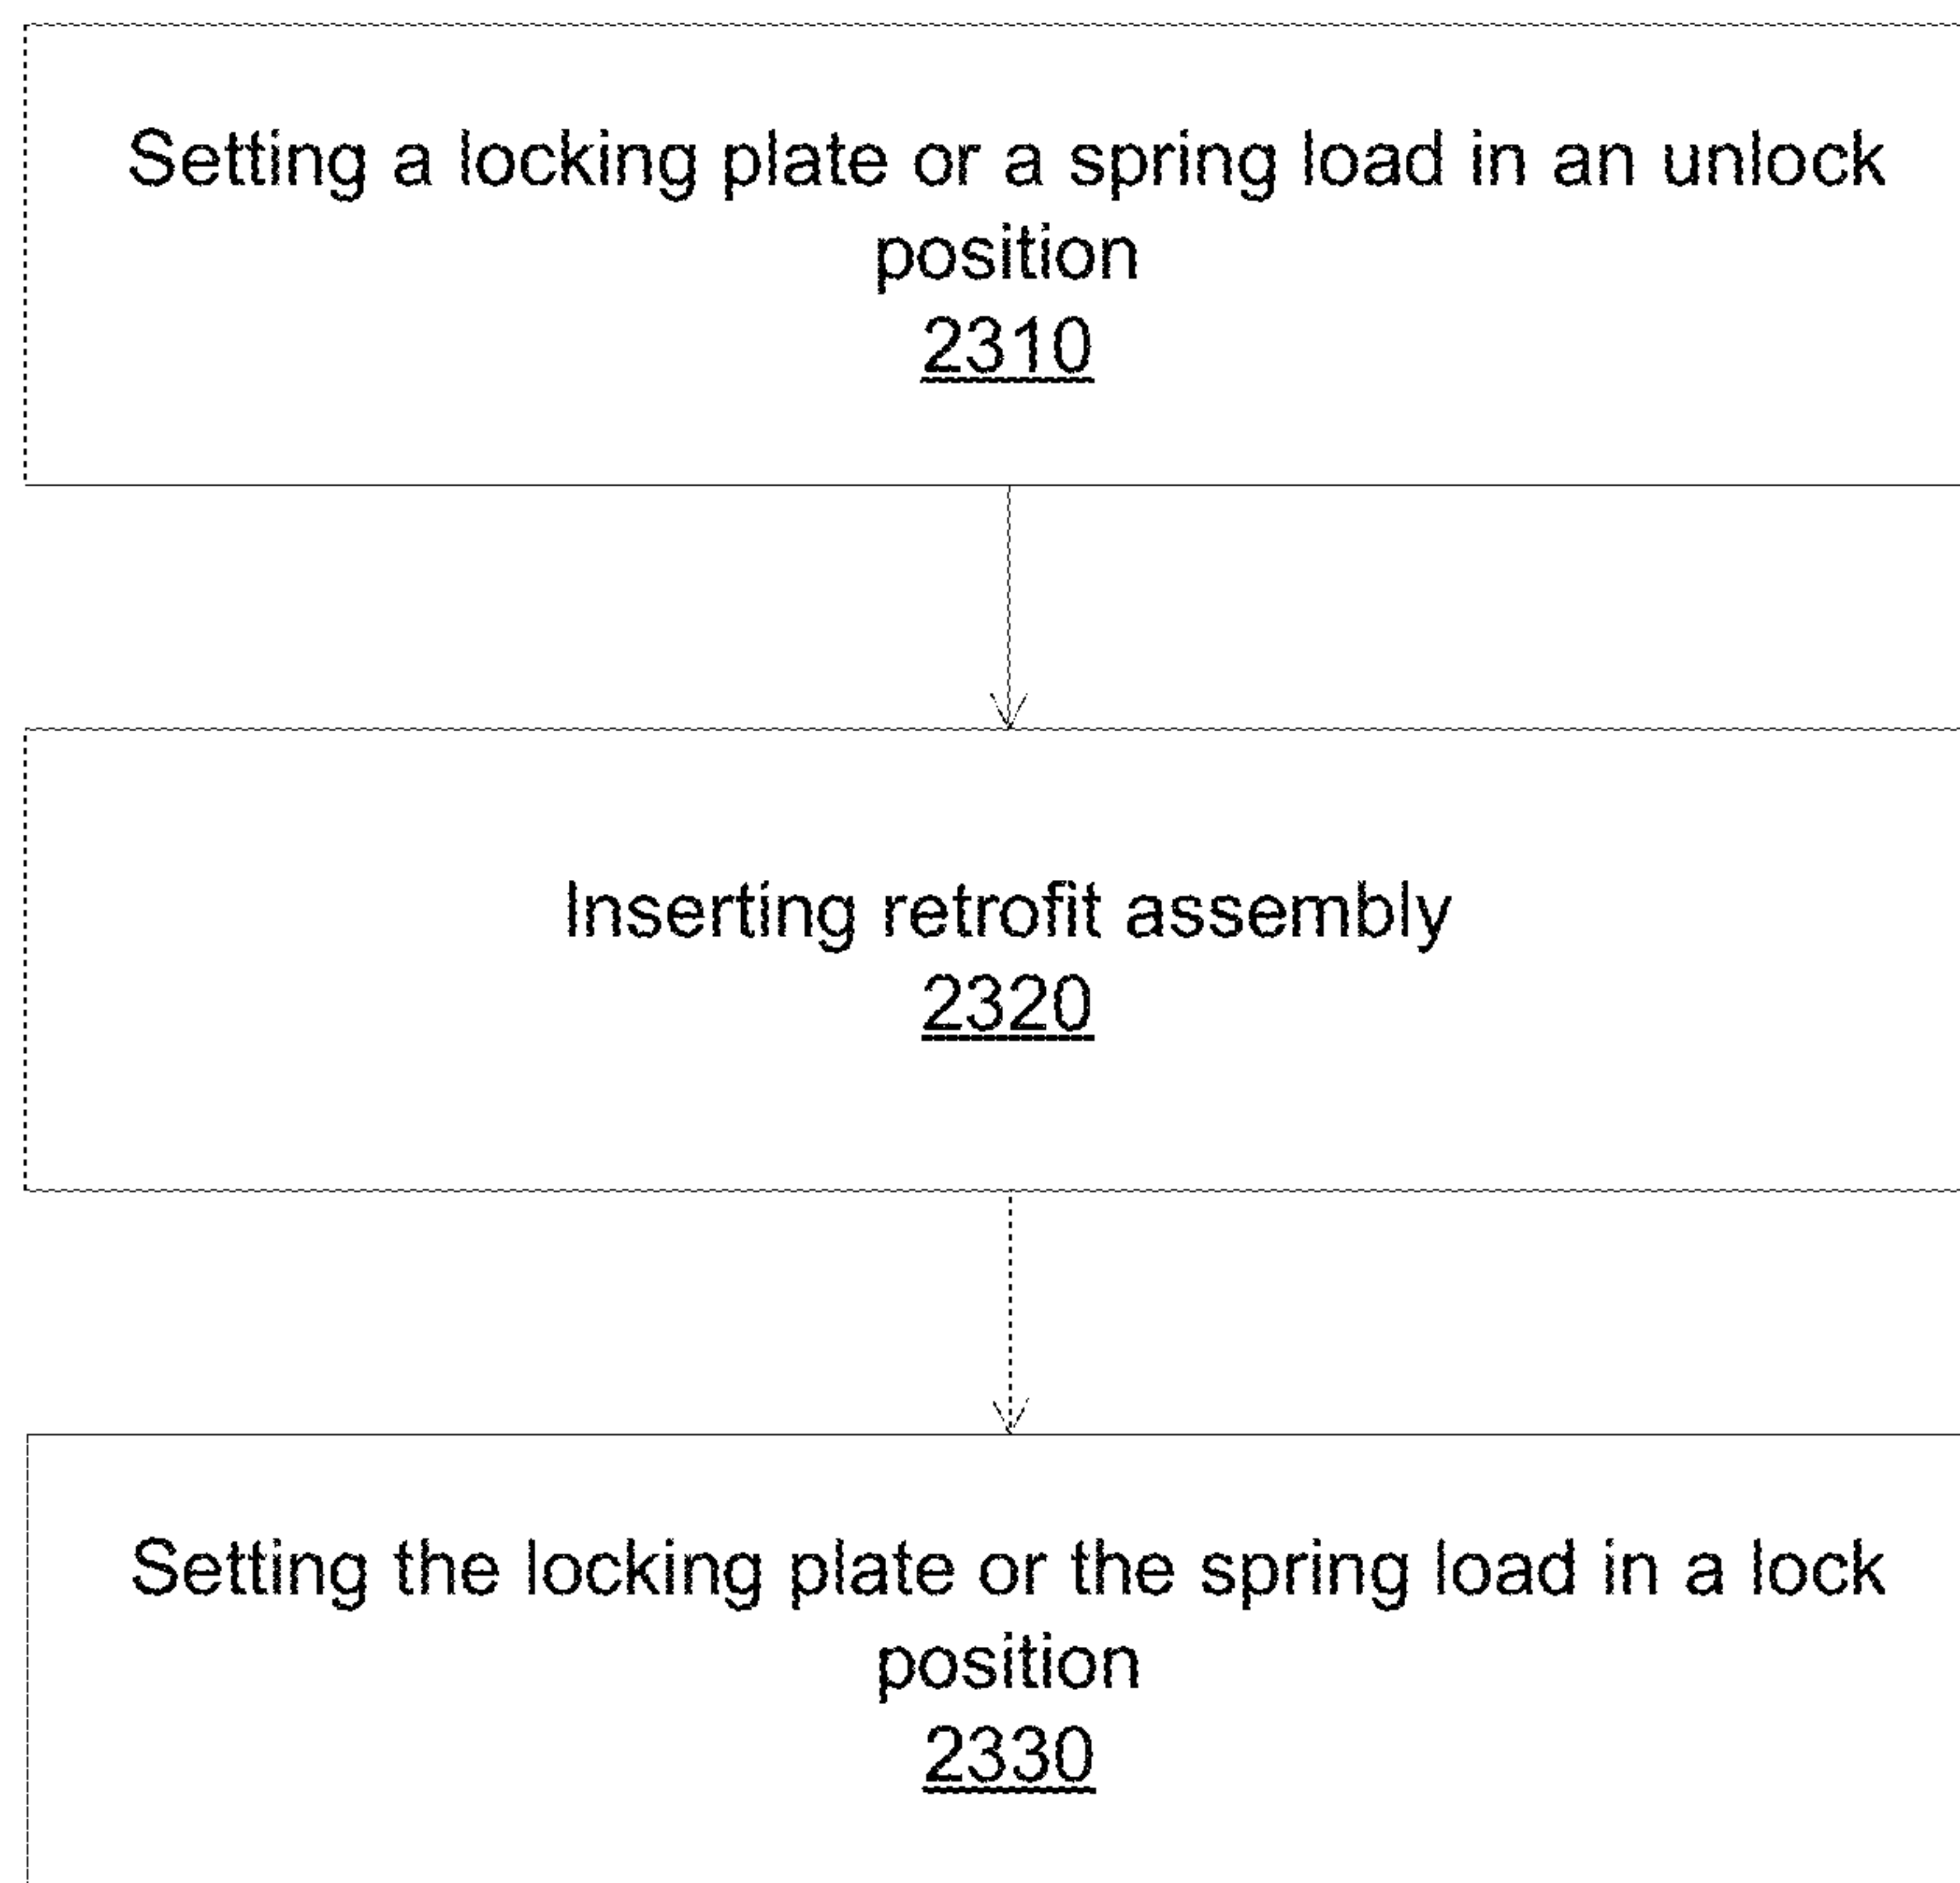 Setting a locking plate or a spring load in an unlock
position
2310
Inserting retrofit assembly
2320
Setting the locking plate or the spring load in a lock
position
2330